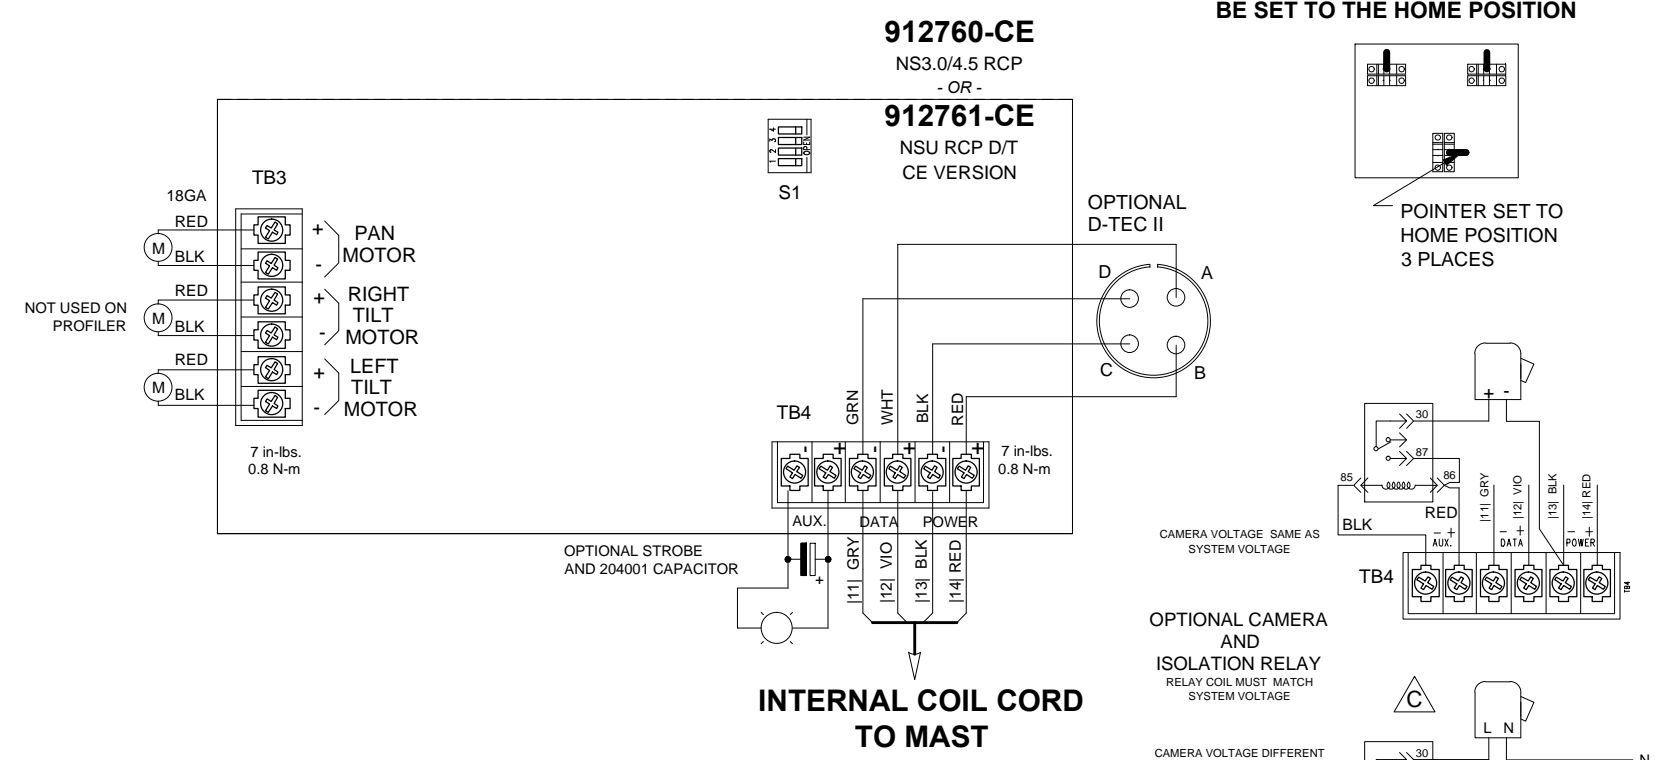 BE SET TO THE HOME POSITION
912760-CE
NS3.0/4.5 RCP
- OR -
912761-CE
NSU RCP D/T
CE VERSION
1 2 3 4
OPEN
S1
TB3
18GA
RED
BLK
RED
BLK
RED
BLK
M
M
M
NOT USED ON
PROFILER
+
-
PAN
MOTOR
+
-
RIGHT
TILT
MOTOR
+
-
LEFT
TILT
MOTOR
7 in-lbs.
0.8 N-m
OPTIONAL
D-TEC II
D
A
C
B
TB4
GRN
WHT
BLK
RED
- + - + - +
7 in-lbs.
0.8 N-m
AUX. DATA POWER
OPTIONAL STROBE
AND 204001 CAPACITOR
+
|11| GRY
|12| VIO
|13| BLK
|14| RED
INTERNAL COIL CORD
TO MAST
POINTER SET TO
HOME POSITION
3 PLACES
+ -
30
87
85
86
BLK
RED
|11| GRY
|12| VIO
|13| BLK
|14| RED
- + - + - +
AUX. DATA POWER
TB4
TB4
CAMERA VOLTAGE SAME AS
SYSTEM VOLTAGE
OPTIONAL CAMERA
AND
ISOLATION RELAY
RELAY COIL MUST MATCH
SYSTEM VOLTAGE
C
L N
CAMERA VOLTAGE DIFFERENT
30
N